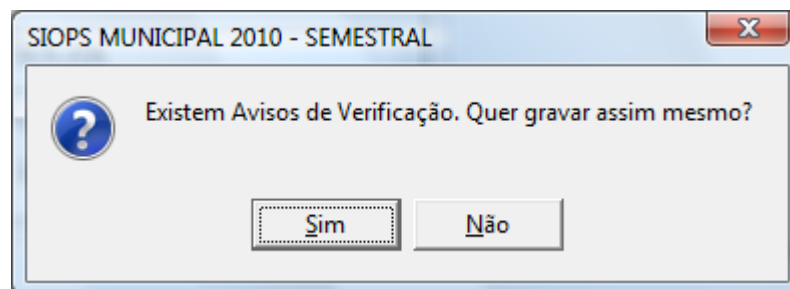 SIOPS MUNICIPAL 2010 - SEMESTRAL
Existem Avisos de Verificação. Quer gravar assim mesmo?
Sim Não